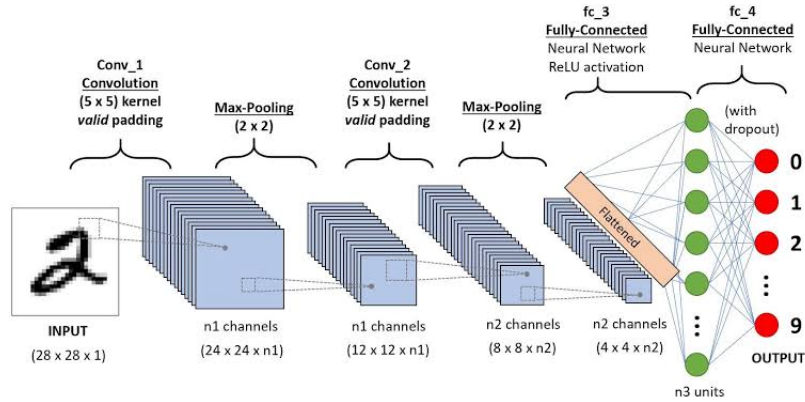 Conv_1
Convolution
(5 x 5) kernel
valid padding
Max-Pooling
(2 x 2)
Conv_2
Convolution
(5 x 5) kernel
valid padding
Max-Pooling
(2 x 2)
fc_3
Fully-Connected
Neural Network
ReLU activation
fc_4
Fully-Connected
Neural Network
(with
dropout)
2
INPUT
(28 x 28 x 1)
n1 channels
(24 x 24 x n1)
n1 channels
(12 x 12 x n1)
n2 channels
(8 x 8 x n2)
n2 channels
(4 x 4 x n2)
Flattened
n3 units
0
1
2
9
OUTPUT